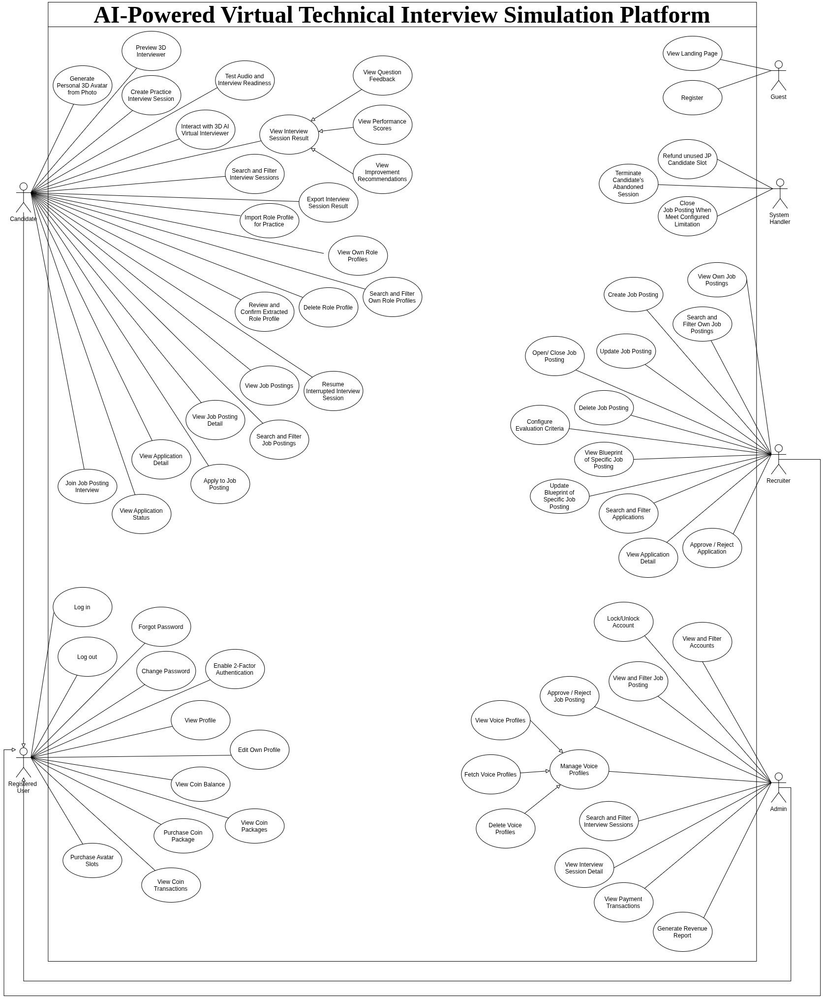 AI-Powered Virtual Technical Interview Simulation Platform
Preview 3D
Interviewer
Generate
Personal 3D Avatar
from Photo
Create Practice
Interview Session
Test Audio and
Interview Readiness
Interact with 3D AI
Virtual Interviewer
View Interview
Session Result
View Question
Feedback
View Performance
Scores
View
Improvement
Recommendations
Search and Filter
Interview Sessions
Export Interview
Session Result
Import Role Profile
for Practice
View Own Role
Profiles
Search and Filter
Own Role Profiles
Delete Role Profile
Review and
Confirm Extracted
Role Profile
View Job Postings
Resume
Interrupted Interview
Session
View Job Posting
Detail
Search and Filter
Job Postings
View Application
Detail
Apply to Job
Posting
Join Job Posting
Interview
View Application
Status
Candidate
View Landing Page
Register
Guest
Refund unused JP
Candidate Slot
Terminate
Candidate's
Abandoned
Session
Close
Job Posting When
Meet Configured
Limitation
System
Handler
View Own Job
Postings
Create Job Posting
Search and
Filter Own Job
Postings
Update Job Posting
Open/ Close Job
Posting
Delete Job Posting
Configure
Evaluation Criteria
View Blueprint
of Specific Job
Posting
Update
Blueprint of
Specific Job
Posting
Search and Filter
Applications
View Application
Detail
Approve / Reject
Application
Recruiter
Log in
Forgot Password
Log out
Change Password
Enable 2-Factor
Authentication
View Profile
Edit Own Profile
View Coin Balance
View Coin
Packages
Purchase Coin
Package
Purchase Avatar
Slots
View Coin
Transactions
Registered
User
Lock/Unlock
Account
View and Filter
Accounts
View and Filter Job
Posting
Approve / Reject
Job Posting
View Voice Profiles
Manage Voice
Profiles
Fetch Voice Profiles
Delete Voice
Profiles
Search and Filter
Interview Sessions
View Interview
Session Detail
View Payment
Transactions
Generate Revenue
Report
Admin